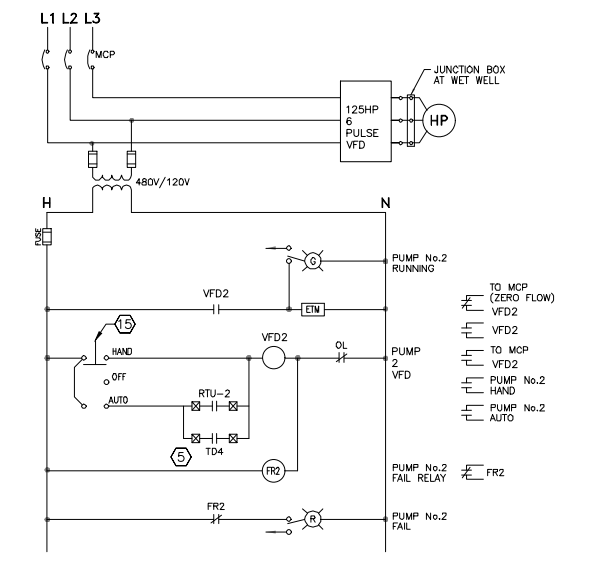 L1 L2 L3
MCP
JUNCTION BOX
AT WET WELL
125HP
6
PULSE
VFD
HP
480V/120V
H
N
FUSE
G
PUMP No.2
RUNNING
VFD2
ETM
TO MCP
(ZERO FLOW)
VFD2
VFD2
15
HAND
VFD2
OL
PUMP
2
VFD
TO MCP
VFD2
OFF
PUMP No.2
HAND
AUTO
RTU-2
PUMP No.2
AUTO
TD4
5
FR2
PUMP No.2
FAIL RELAY
FR2
FR2
R
PUMP No.2
FAIL